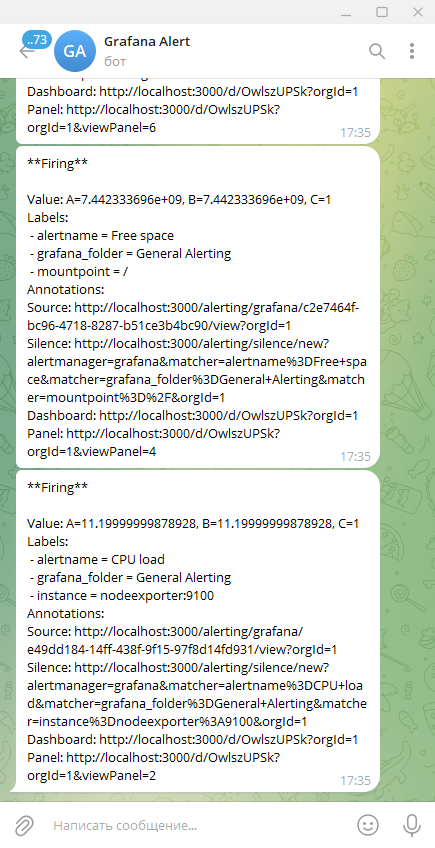 ..73
GA
Grafana Alert
бот
Dashboard: http://localhost:3000/d/OwlszUPSk?orgId=1
Panel: http://localhost:3000/d/OwlszUPSk?
orgId=1&viewPanel=6
17:35
**Firing**
Value: A=7.442333696e+09, B=7.442333696e+09, C=1
Labels:
- alertname = Free space
- grafana_folder = General Alerting
- mountpoint = /
Annotations:
Source: http://localhost:3000/alerting/grafana/c2e7464f-
bc96-4718-8287-b51ce3b4bc90/view?orgId=1
Silence: http://localhost:3000/alerting/silence/new?
alertmanager=grafana&matcher=alertname%3DFree+spa
ce&matcher=grafana_folder%3DGeneral+Alerting&match
er=mountpoint%3D%2F&orgId=1
Dashboard: http://localhost:3000/d/OwlszUPSk?orgId=1
Panel: http://localhost:3000/d/OwlszUPSk?
orgId=1&viewPanel=4
17:35
**Firing**
Value: A=11.19999999878928, B=11.19999999878928, C=1
Labels:
- alertname = CPU load
- grafana_folder = General Alerting
- instance = nodeexporter:9100
Annotations:
Source: http://localhost:3000/alerting/grafana/
e49dd184-14ff-438f-9f15-97f8d14fd931/view?orgId=1
Silence: http://localhost:3000/alerting/silence/new?
alertmanager=grafana&matcher=alertname%3DCPU+loa
d&matcher=grafana_folder%3DGeneral+Alerting&matche
r=instance%3Dnodeexporter%3A9100&orgId=1
Dashboard: http://localhost:3000/d/OwlszUPSk?orgId=1
Panel: http://localhost:3000/d/OwlszUPSk?
orgId=1&viewPanel=2
17:35
Написать сообщение...